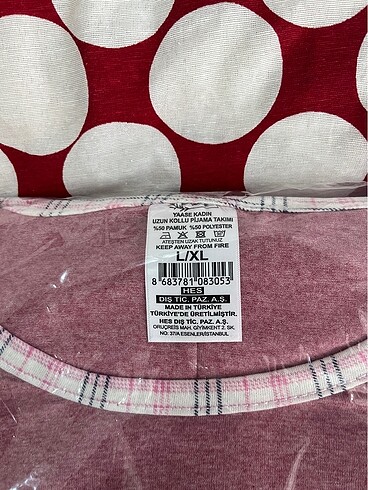 YAASE KADIN
UZUN KOLLU PİJAMA TAKIMI
%50 PAMUK %50 POLYESTER
ATEŞTEN UZAK TUTUNUZ
KEEP AWAY FROM FIRE
L/XL
8 683781 083053
HES
DIŞ TİC. PAZ. A.Ş.
MADE IN TÜRKİYE
TÜRKİYE'DE ÜRETİLMİŞTİR.
HES DIŞ TİC. PAZ. A.Ş.
ORUÇREİS MAH. GİYİMKENT 2. SK.
NO: 37/A ESENLER/İSTANBUL